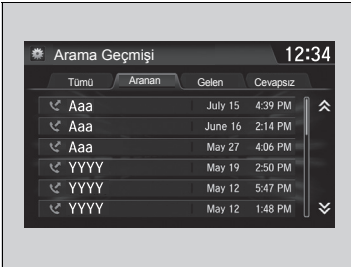 Arama Geçmişi 12:34
Tümü Aranan Gelen Cevapsız
Aaa July 15 4:39 PM
Aaa June 16 2:14 PM
Aaa May 27 4:06 PM
YYYY May 19 2:50 PM
YYYY May 12 5:47 PM
YYYY May 12 1:48 PM